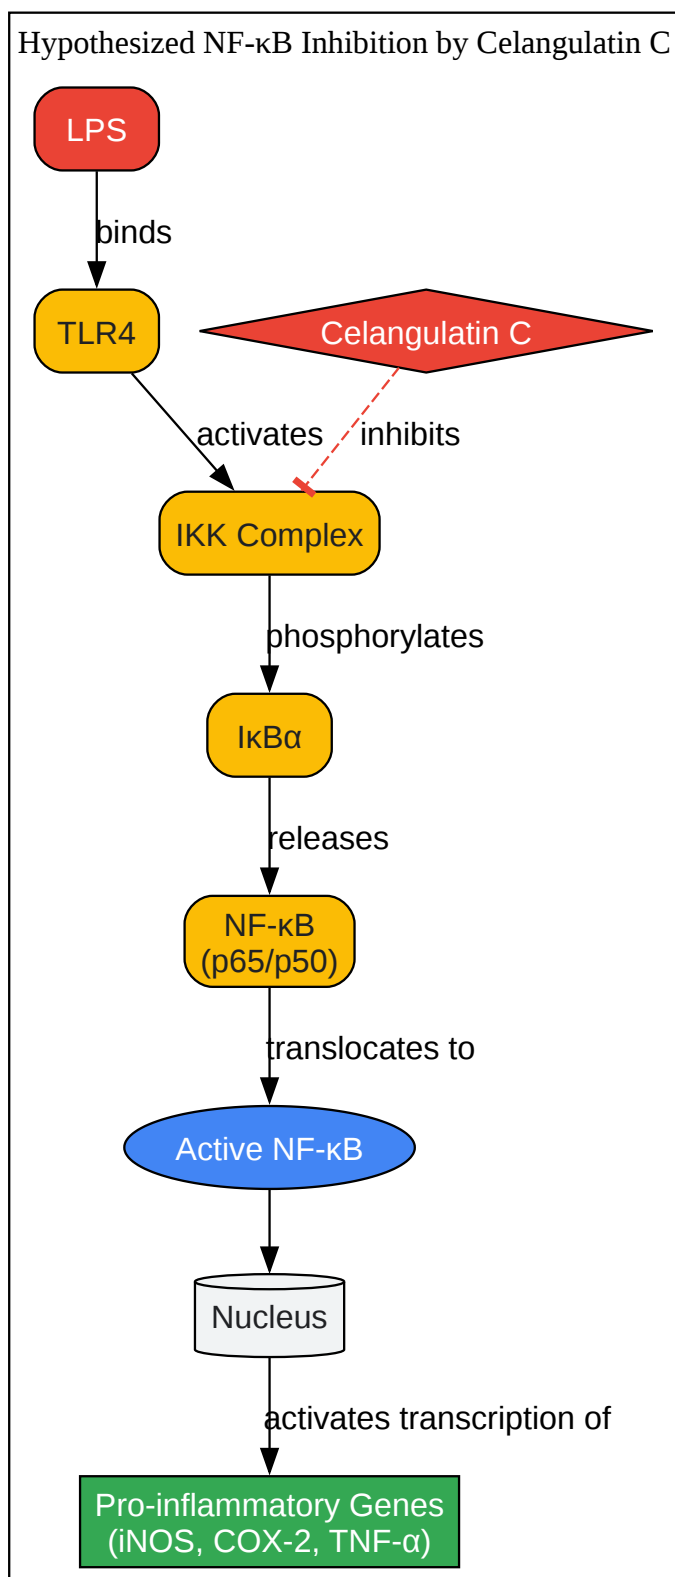 Hypothesized NF-κB Inhibition by Celangulatin C
LPS
binds
TLR4
Celangulatin C
activates
inhibits
IKK Complex
phosphorylates
IκBα
releases
NF-κB
(p65/p50)
translocates to
Active NF-κB
Nucleus
activates transcription of
Pro-inflammatory Genes
(iNOS, COX-2, TNF-α)